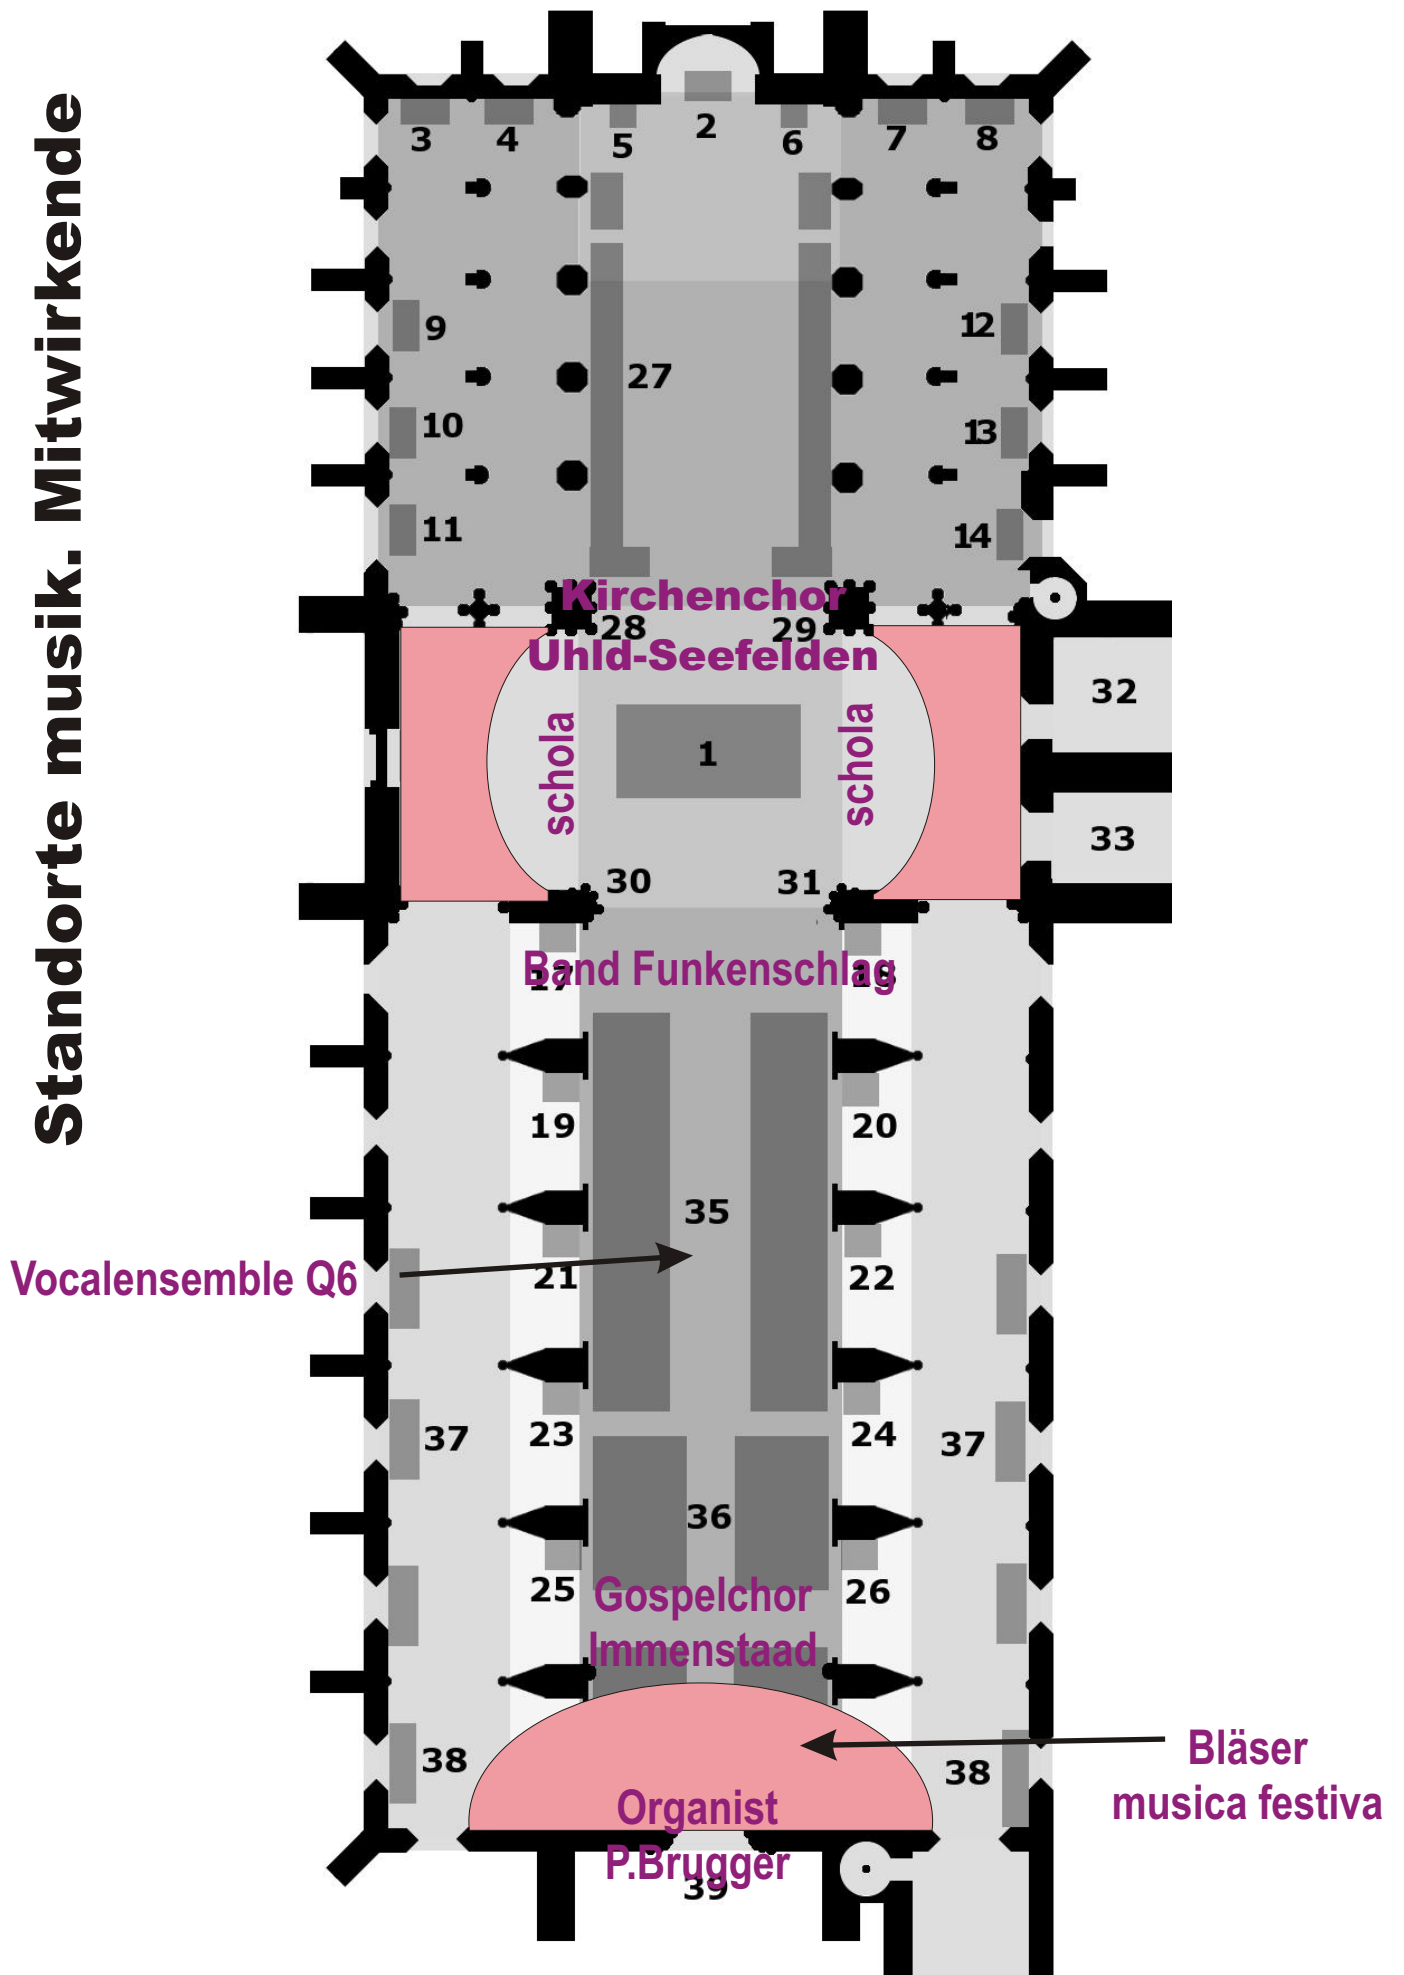 Standorte musik. Mitwirkende
3 4 5 2 6 7 8
9 12
27
10 13
11 14
Kirchenchor
28 29
Uhld-Seefelden
32
schola 1 schola
33
30 31
Band Funkenschlag
17 18
19 20
35
Vocalensemble Q6
21 22
23 24
37 37
36
25 26
Gospelchor
Immenstaad
38 38
Bläser
musica festiva
Organist
P.Brugger
39